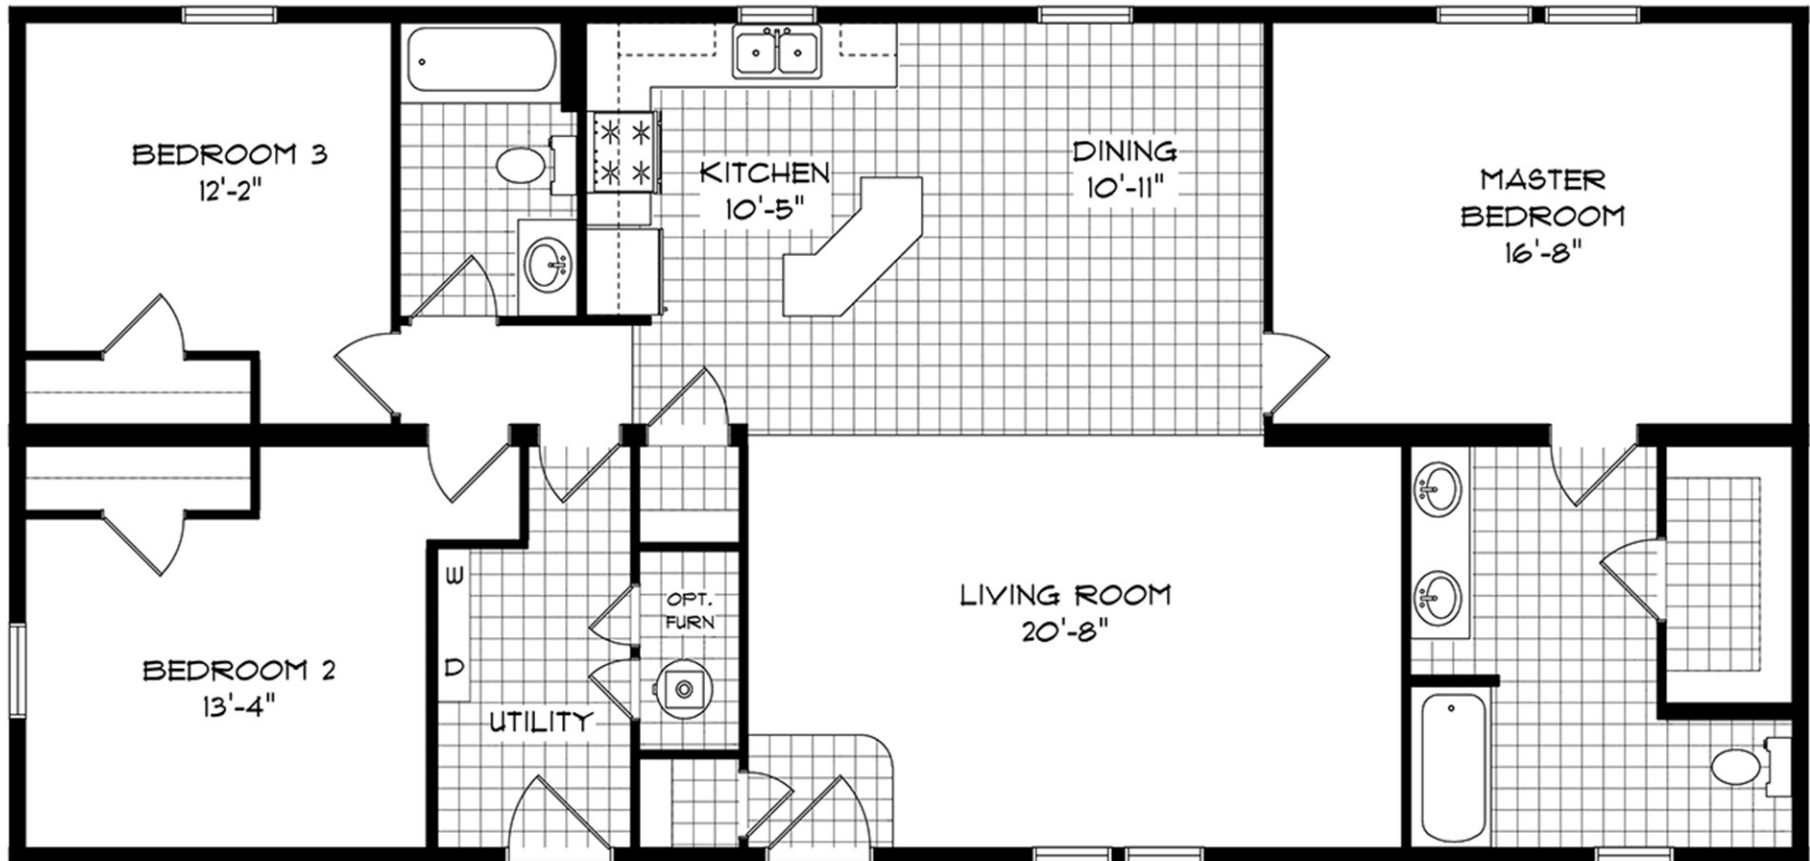 BEDROOM 3
12'-2"
KITCHEN
10'-5"
DINING
10'-11"
MASTER
BEDROOM
16'-8"
BEDROOM 2
13'-4"
W
D
UTILITY
OPT.
FURN
LIVING ROOM
20'-8"